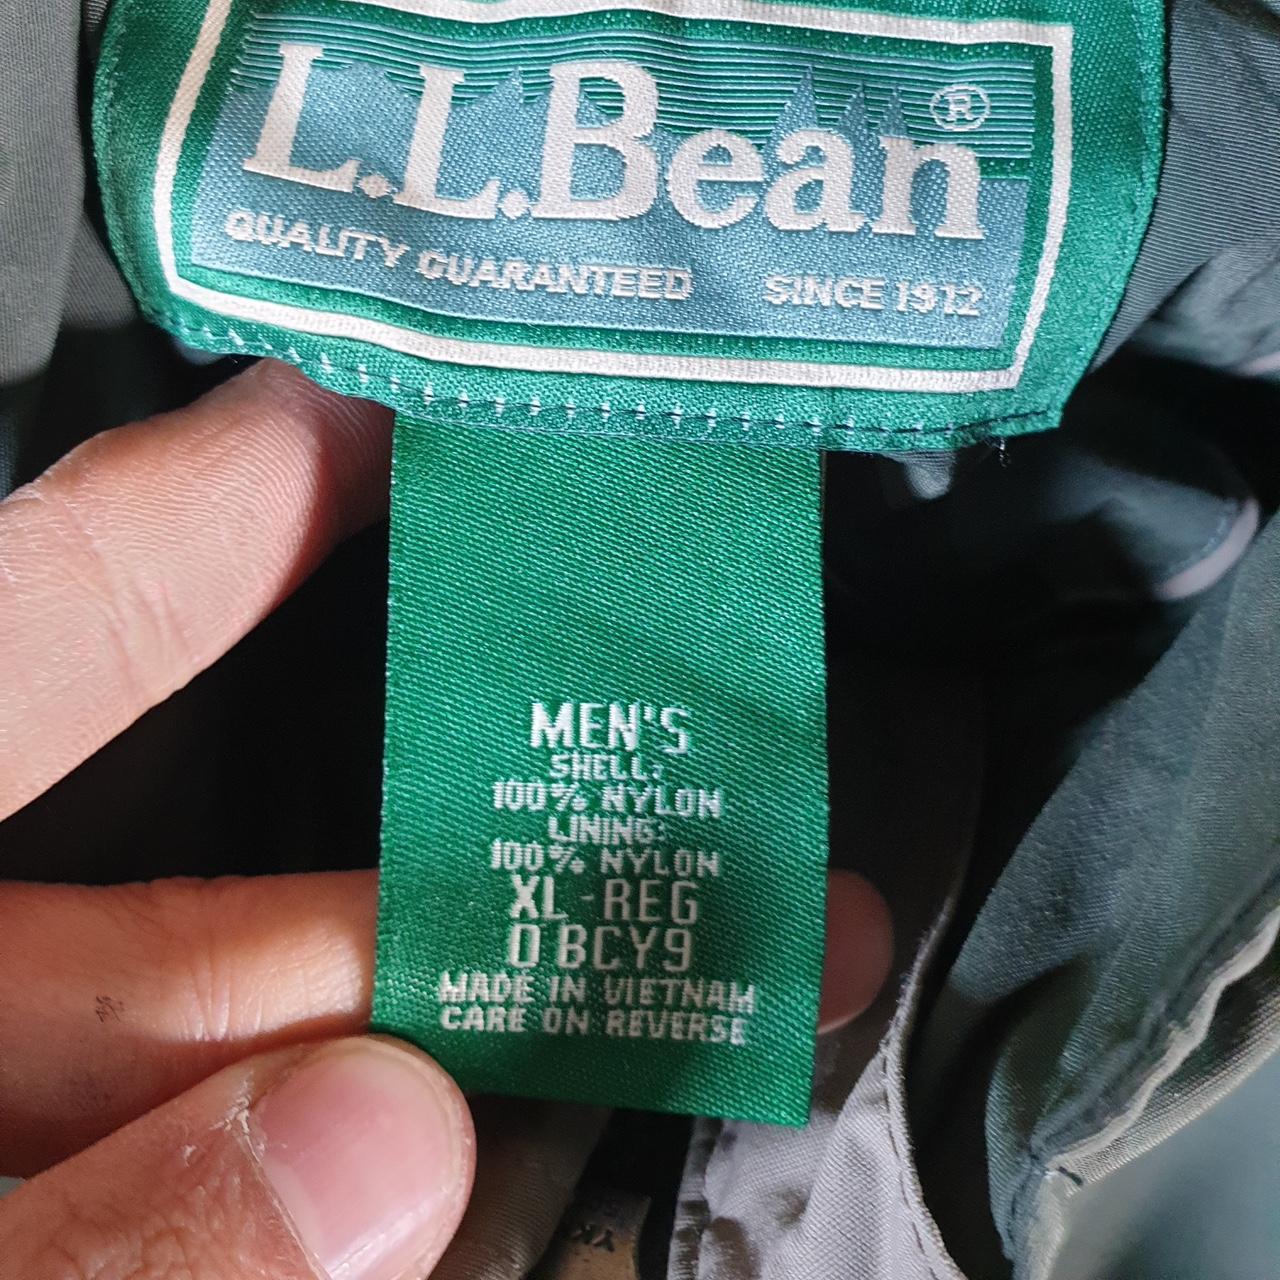 L.L.Bean®
QUALITY GUARANTEED SINCE 1912
MEN'S
SHELL:
100% NYLON
LINING:
100% NYLON
XL -REG
0 BCY9
MADE IN VIETNAM
CARE ON REVERSE